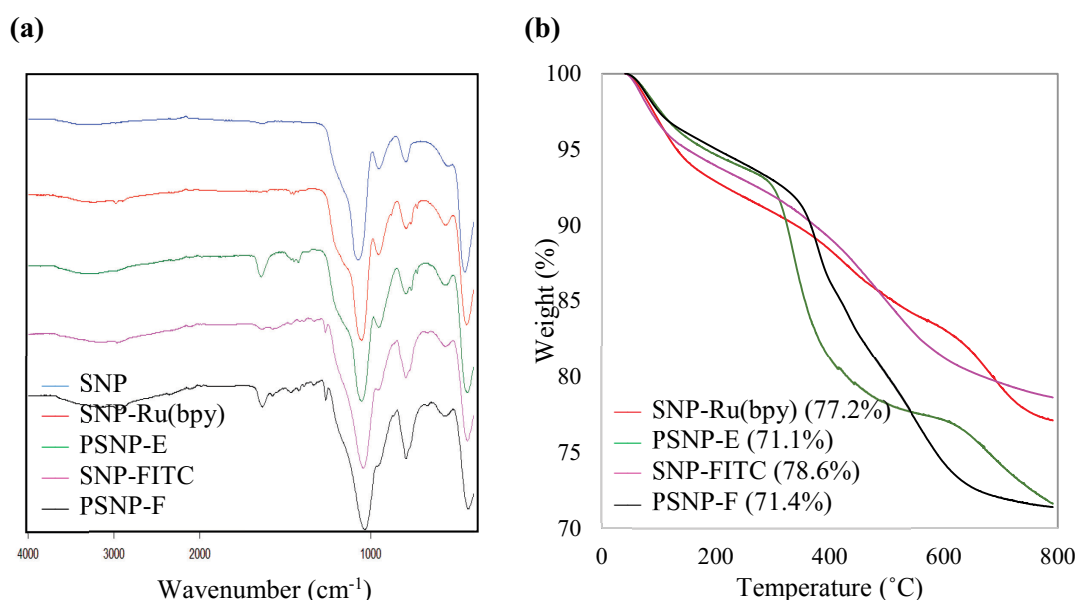 (a)
SNP
SNP-Ru(bpy)
PSNP-E
SNP-FITC
PSNP-F
4000 3000 2000 1000
Wavenumber (cm⁻¹)
(b)
100
95
90
85
80
75
70
Weight (%)
SNP-Ru(bpy) (77.2%)
PSNP-E (71.1%)
SNP-FITC (78.6%)
PSNP-F (71.4%)
0 200 400 600 800
Temperature (˚C)